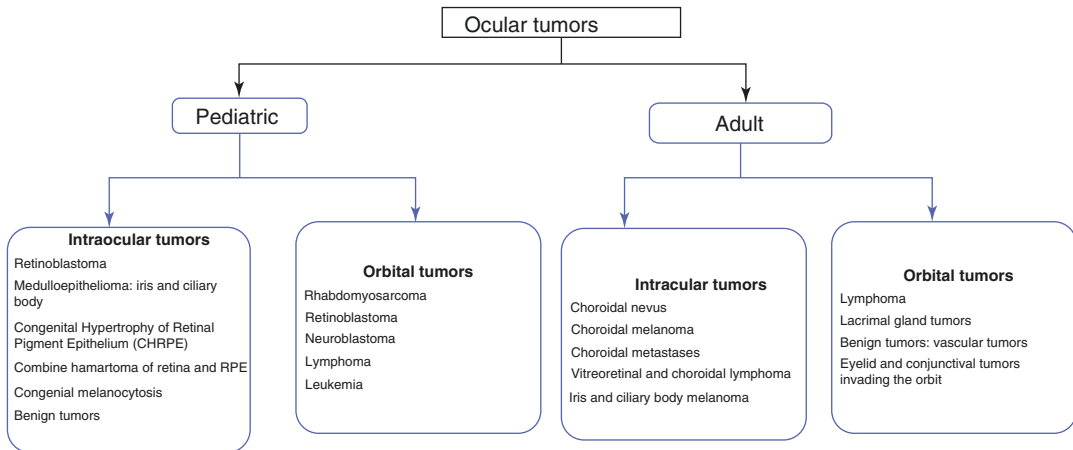 Ocular tumors
Pediatric
Adult
Intraocular tumors
Retinoblastoma
Medulloepithelioma: iris and ciliary
body
Congenital Hypertrophy of Retinal
Pigment Epithelium (CHRPE)
Combine hamartoma of retina and RPE
Congenial melanocytosis
Benign tumors
Orbital tumors
Rhabdomyosarcoma
Retinoblastoma
Neuroblastoma
Lymphoma
Leukemia
Intracular tumors
Choroidal nevus
Choroidal melanoma
Choroidal metastases
Vitreoretinal and choroidal lymphoma
Iris and ciliary body melanoma
Orbital tumors
Lymphoma
Lacrimal gland tumors
Benign tumors: vascular tumors
Eyelid and conjunctival tumors
invading the orbit